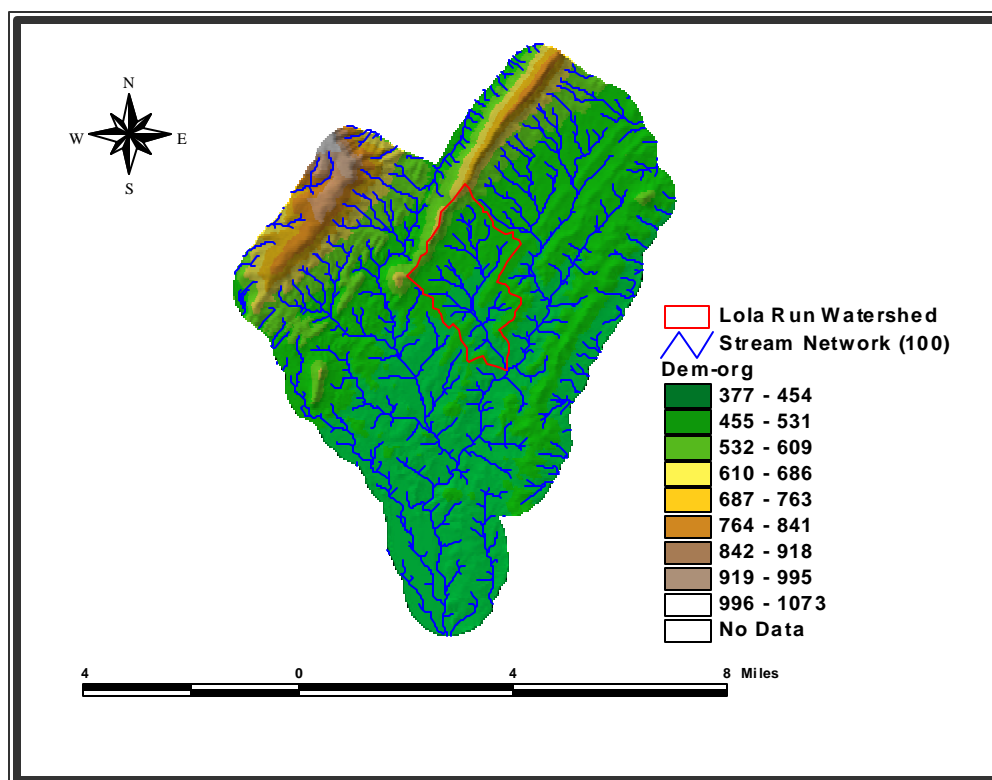 N
W E
S
Lola Run Watershed
Stream Network (100)
Dem-org
377 - 454
455 - 531
532 - 609
610 - 686
687 - 763
764 - 841
842 - 918
919 - 995
996 - 1073
No Data
4 0 4 8 Miles